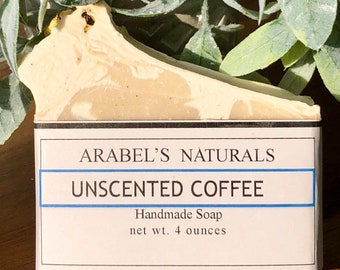 ARABEL'S NATURALS
UNSCENTED COFFEE
Handmade Soap
net wt. 4 ounces